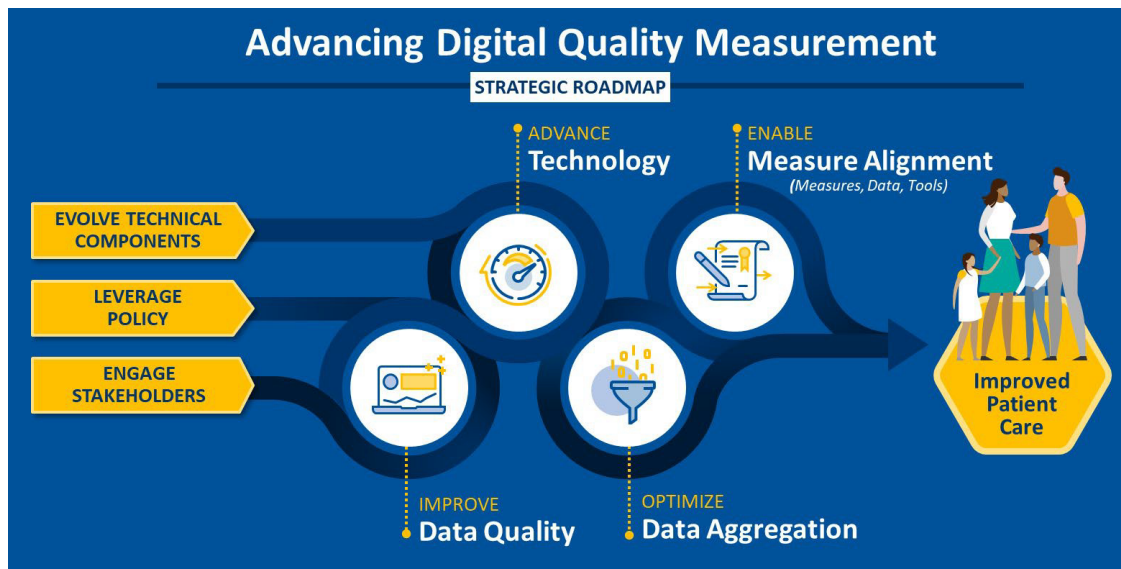 Advancing Digital Quality Measurement
STRATEGIC ROADMAP
ADVANCE
Technology
ENABLE
Measure Alignment
(Measures, Data, Tools)
EVOLVE TECHNICAL
COMPONENTS
LEVERAGE
POLICY
ENGAGE
STAKEHOLDERS
IMPROVE
Data Quality
OPTIMIZE
Data Aggregation
Improved
Patient
Care